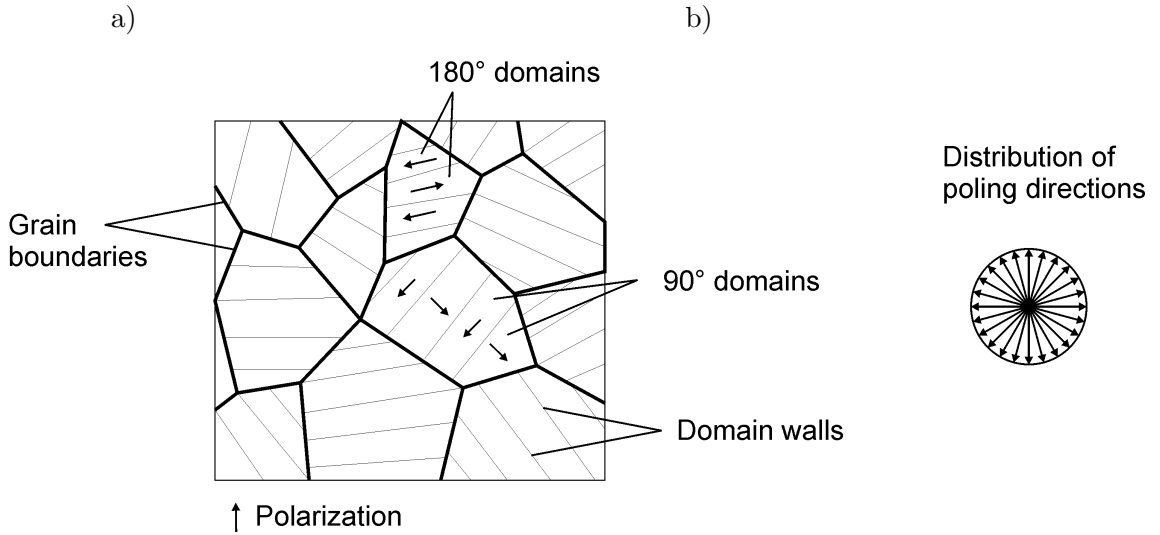 a)
b)
180° domains
Distribution of
poling directions
Grain
boundaries
90° domains
Domain walls
Polarization